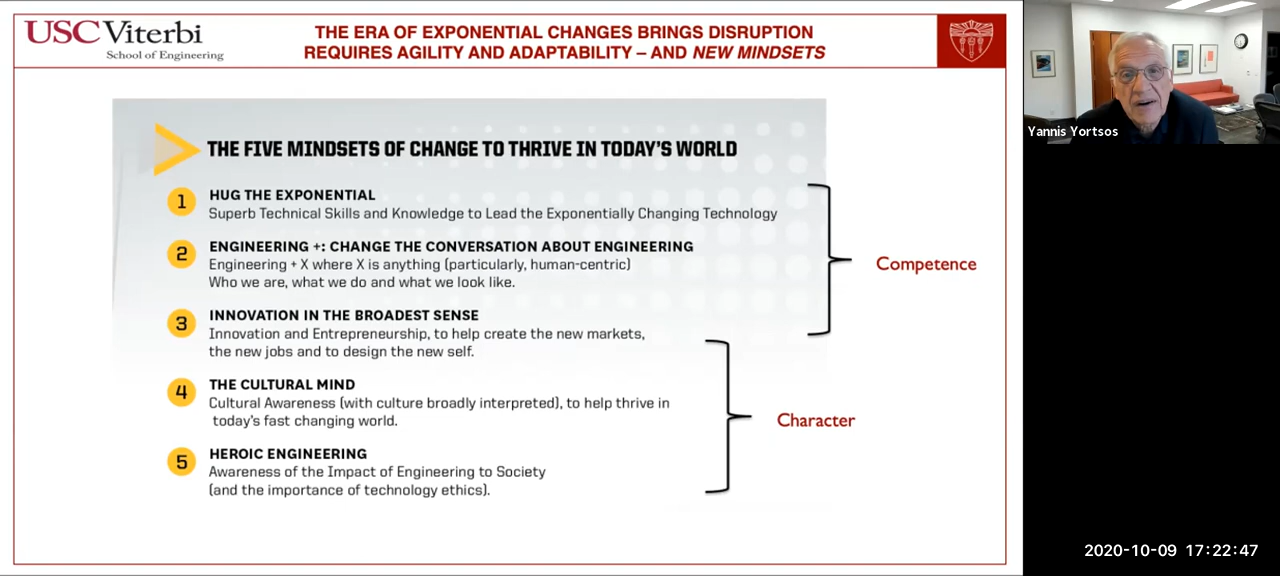 USC Viterbi
School of Engineering
THE ERA OF EXPONENTIAL CHANGES BRINGS DISRUPTION
REQUIRES AGILITY AND ADAPTABILITY – AND NEW MINDSETS
THE FIVE MINDSETS OF CHANGE TO THRIVE IN TODAY'S WORLD
1 HUG THE EXPONENTIAL
Superb Technical Skills and Knowledge to Lead the Exponentially Changing Technology
2 ENGINEERING +: CHANGE THE CONVERSATION ABOUT ENGINEERING
Engineering + X where X is anything (particularly, human-centric)
Who we are, what we do and what we look like.
3 INNOVATION IN THE BROADEST SENSE
Innovation and Entrepreneurship, to help create the new markets,
the new jobs and to design the new self.
4 THE CULTURAL MIND
Cultural Awareness (with culture broadly interpreted), to help thrive in
today's fast changing world.
5 HEROIC ENGINEERING
Awareness of the Impact of Engineering to Society
(and the importance of technology ethics).
Competence
Character
Yannis Yortsos
2020-10-09 17:22:47